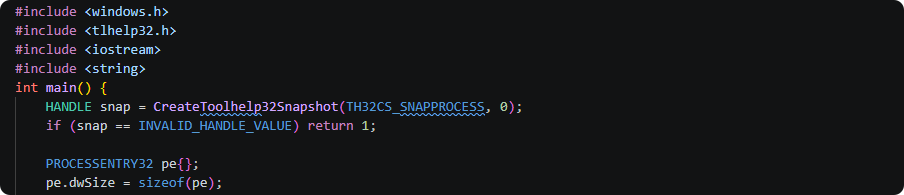 #include <windows.h>
#include <tlhelp32.h>
#include <iostream>
#include <string>
int main() {
    HANDLE snap = CreateToolhelp32Snapshot(TH32CS_SNAPPROCESS, 0);
    if (snap == INVALID_HANDLE_VALUE) return 1;

    PROCESSENTRY32 pe{};
    pe.dwSize = sizeof(pe);